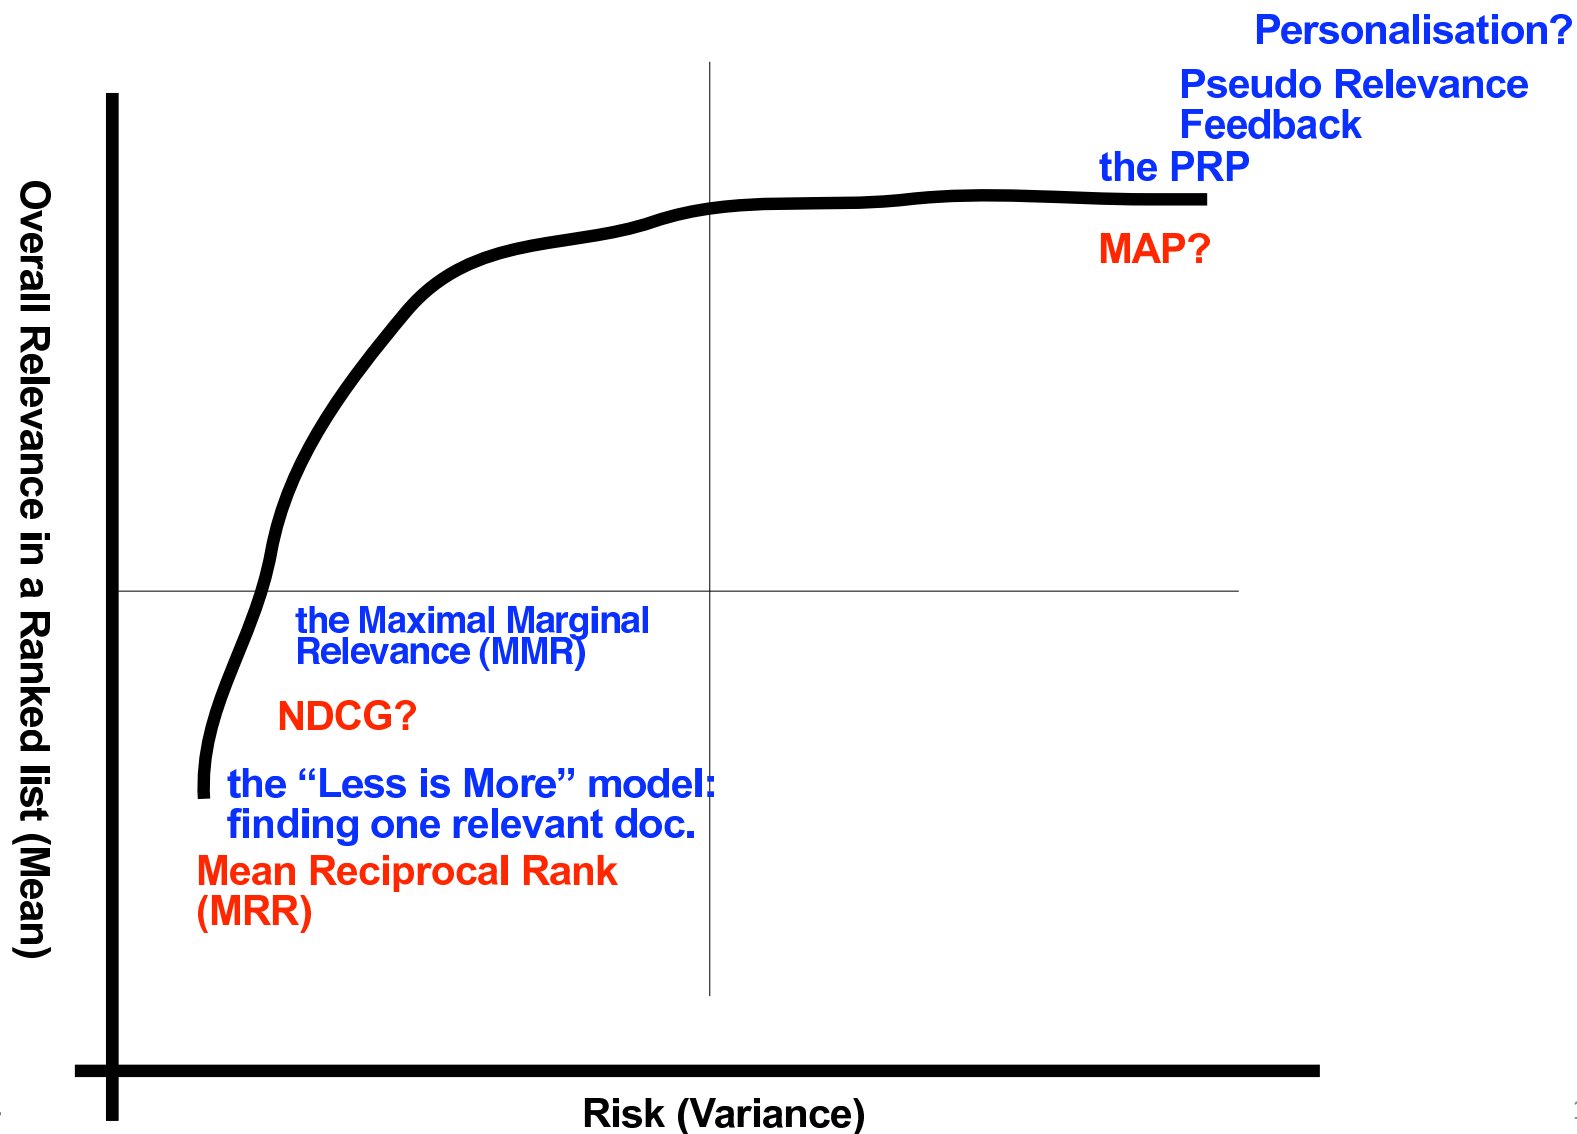 Personalisation?
Pseudo Relevance
Feedback
the PRP
MAP?
Overall Relevance in a Ranked list (Mean)
the Maximal Marginal
Relevance (MMR)
NDCG?
the “Less is More” model:
finding one relevant doc.
Mean Reciprocal Rank
(MRR)
Risk (Variance)